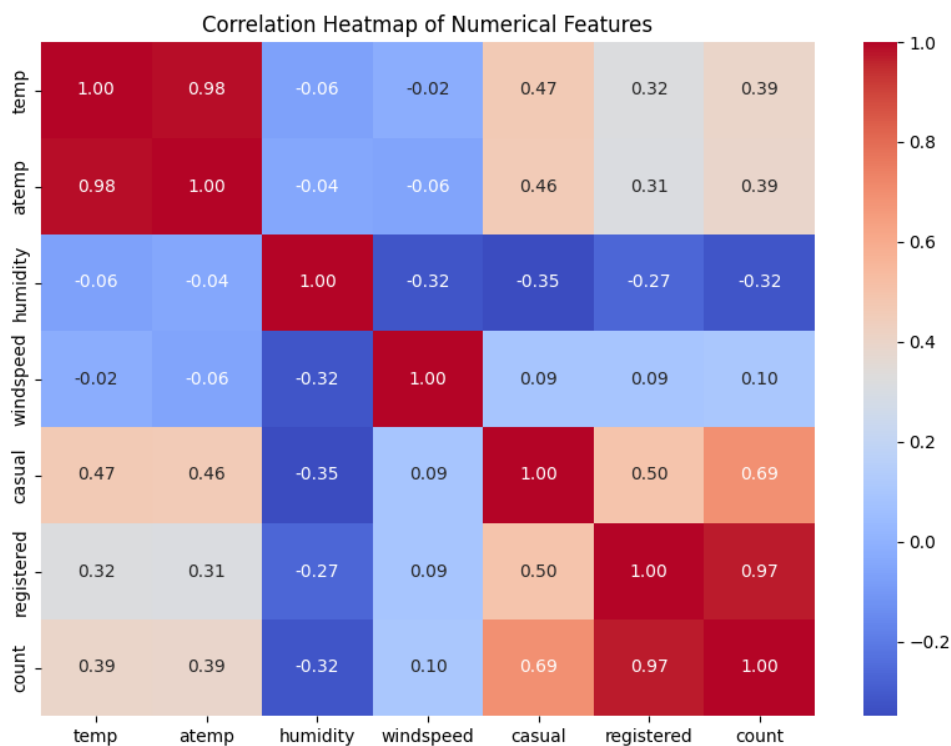 Correlation Heatmap of Numerical Features
temp 1.00 0.98 -0.06 -0.02 0.47 0.32 0.39
atemp 0.98 1.00 -0.04 -0.06 0.46 0.31 0.39
humidity -0.06 -0.04 1.00 -0.32 -0.35 -0.27 -0.32
windspeed -0.02 -0.06 -0.32 1.00 0.09 0.09 0.10
casual 0.47 0.46 -0.35 0.09 1.00 0.50 0.69
registered 0.32 0.31 -0.27 0.09 0.50 1.00 0.97
count 0.39 0.39 -0.32 0.10 0.69 0.97 1.00
temp atemp humidity windspeed casual registered count
1.0
0.8
0.6
0.4
0.2
0.0
−0.2